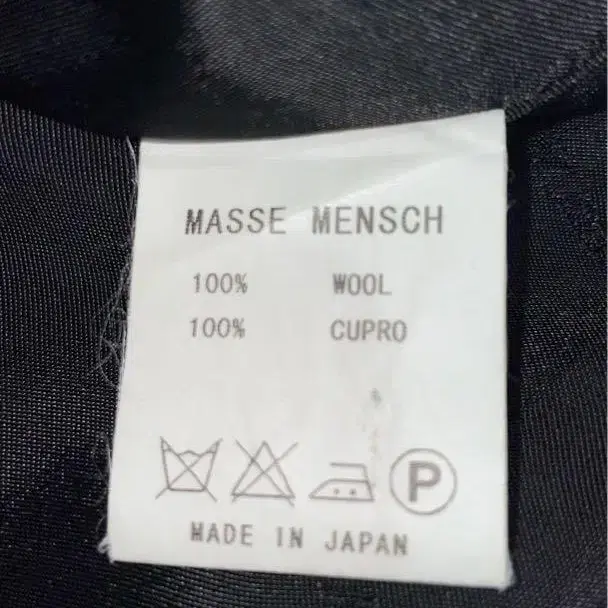 MASSE MENSCH
100% WOOL
100% CUPRO
P
MADE IN JAPAN